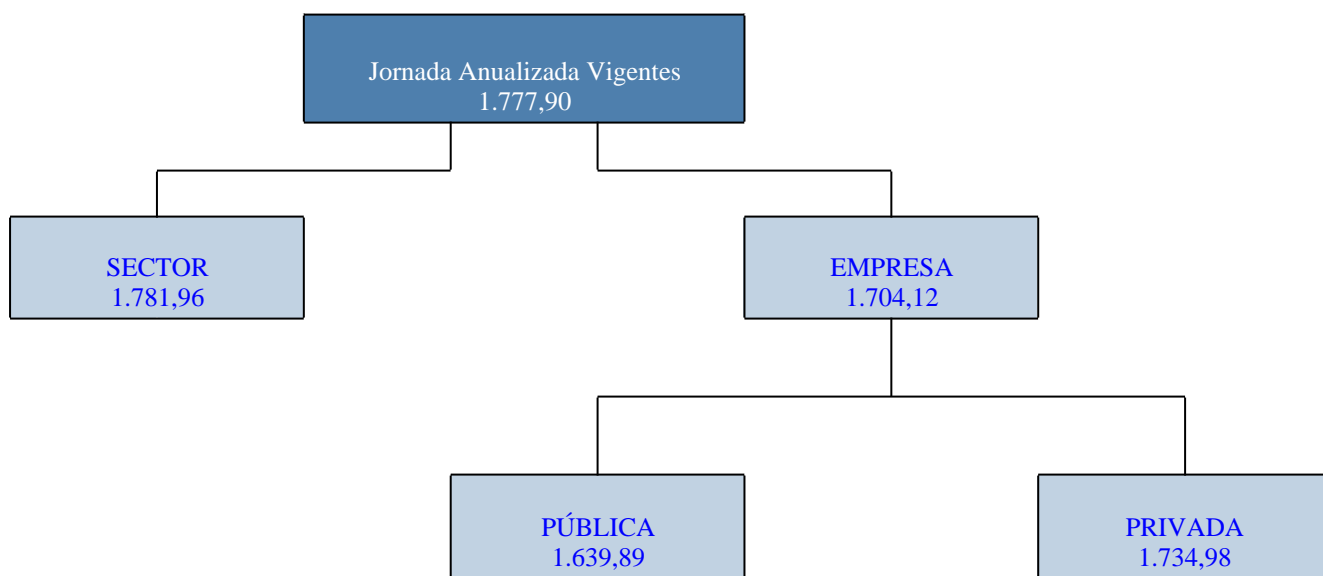 Jornada Anualizada Vigentes
1.777,90
SECTOR
1.781,96
EMPRESA
1.704,12
PÚBLICA
1.639,89
PRIVADA
1.734,98